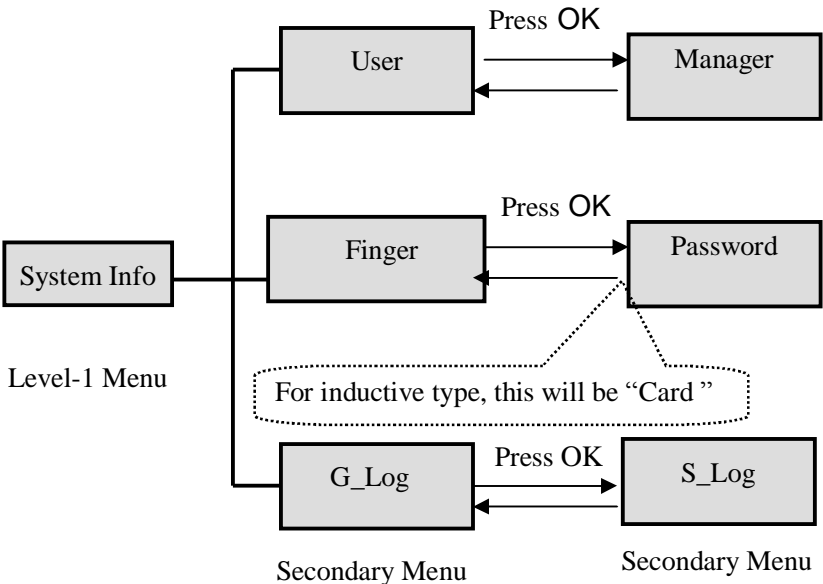 Press OK
User
Manager
Press OK
Finger
Password
System Info
Level-1 Menu
For inductive type, this will be “Card ”
Press OK
G_Log
S_Log
Secondary Menu
Secondary Menu